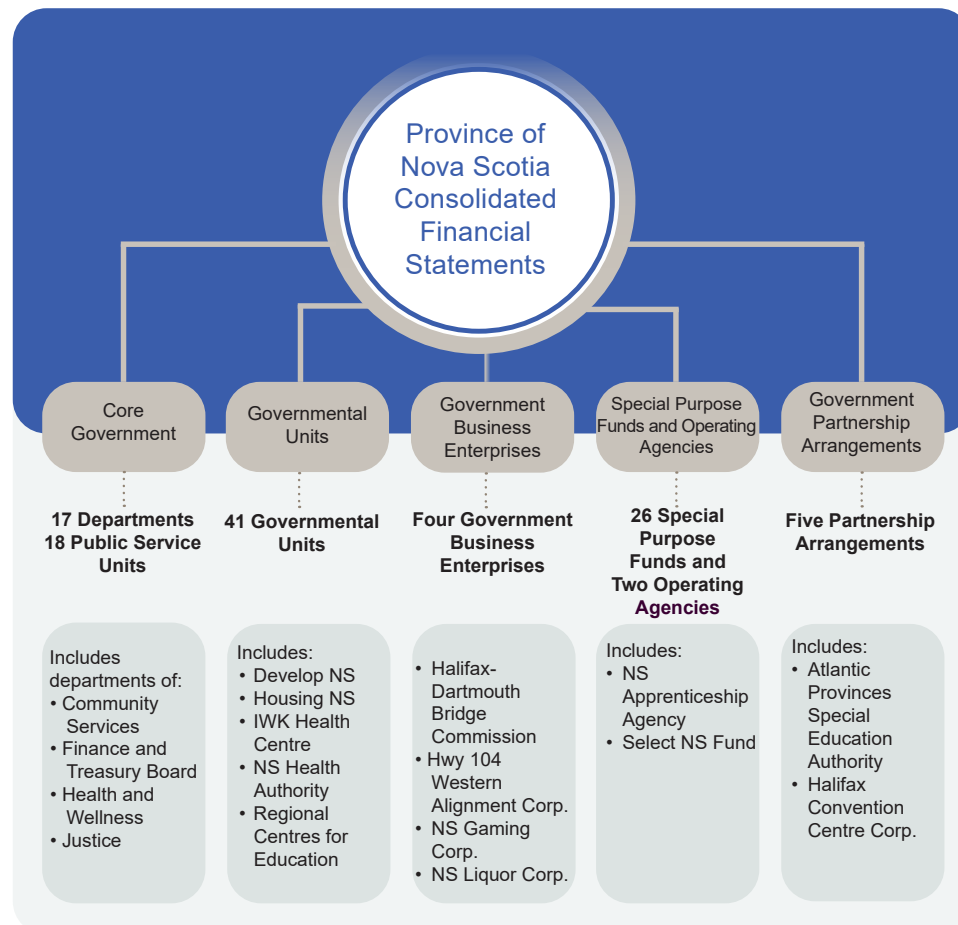 Province of
Nova Scotia
Consolidated
Financial
Statements
Core
Government
Governmental
Units
Government
Business
Enterprises
Special Purpose
Funds and Operating
Agencies
Government
Partnership
Arrangements
17 Departments
18 Public Service
Units
41 Governmental
Units
Four Government
Business
Enterprises
26 Special
Purpose
Funds and
Two Operating
Agencies
Five Partnership
Arrangements
Includes
departments of:
• Community
Services
• Finance and
Treasury Board
• Health and
Wellness
• Justice
Includes:
• Develop NS
• Housing NS
• IWK Health
Centre
• NS Health
Authority
• Regional
Centres for
Education
• Halifax-
Dartmouth
Bridge
Commission
• Hwy 104
Western
Alignment Corp.
• NS Gaming
Corp.
• NS Liquor Corp.
Includes:
• NS
Apprenticeship
Agency
• Select NS Fund
Includes:
• Atlantic
Provinces
Special
Education
Authority
• Halifax
Convention
Centre Corp.